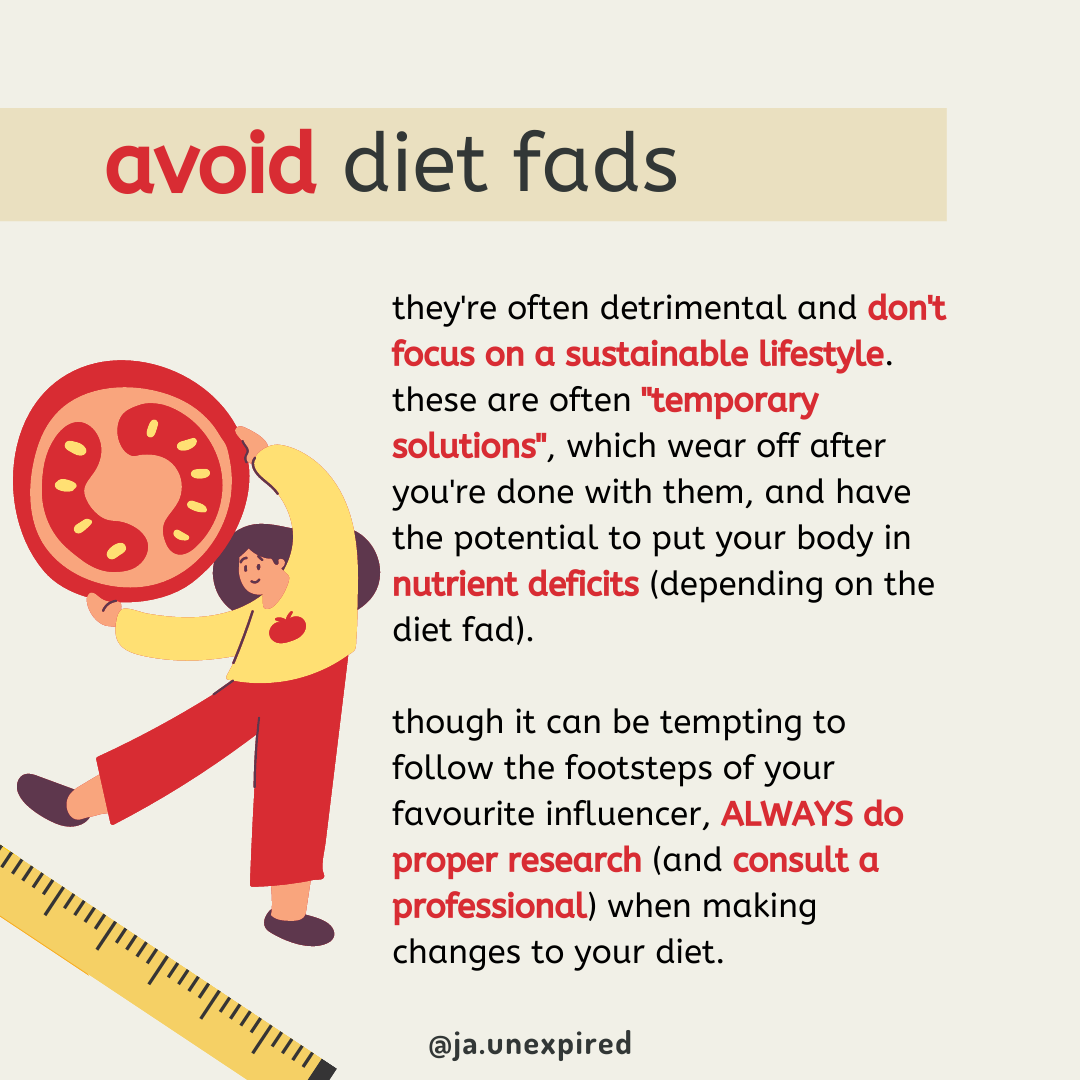 avoid diet fads
they're often detrimental and don't
focus on a sustainable lifestyle.
these are often "temporary
solutions", which wear off after
you're done with them, and have
the potential to put your body in
nutrient deficits (depending on the
diet fad).
though it can be tempting to
follow the footsteps of your
favourite influencer, ALWAYS do
proper research (and consult a
professional) when making
changes to your diet.
@ja.unexpired